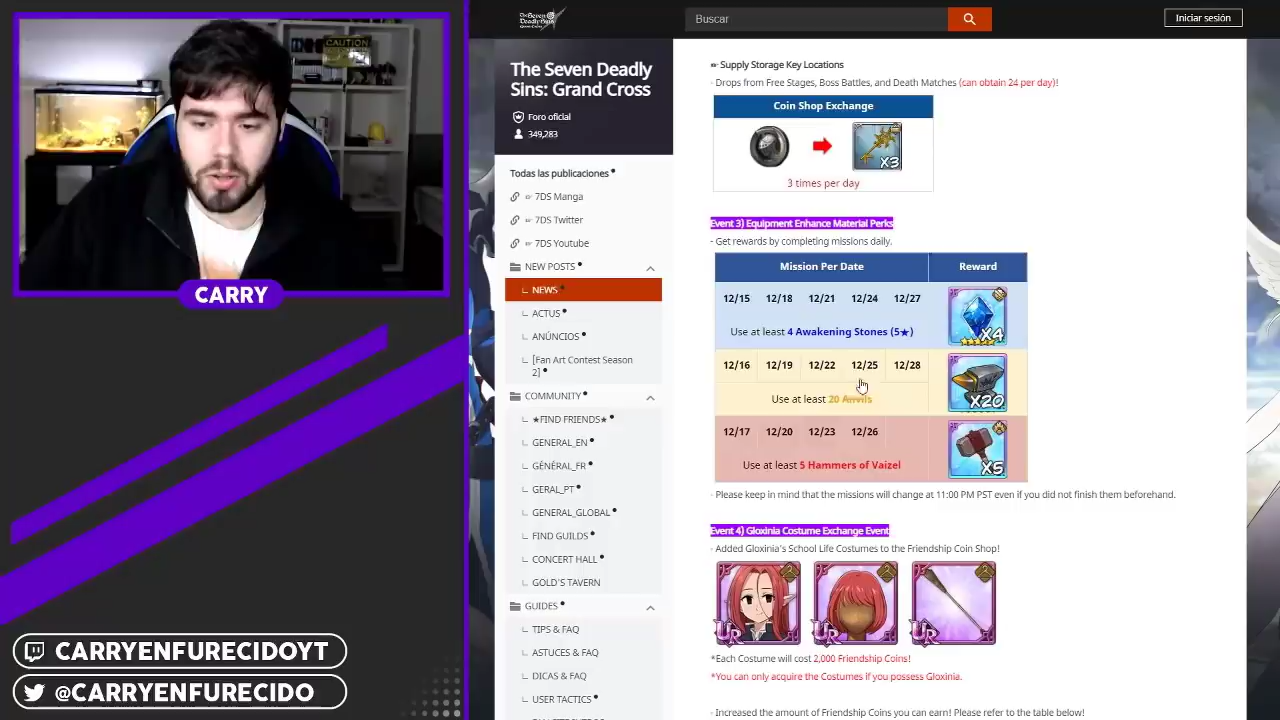 CAUTION
CARRY
CARRYENFURECIDOYT
@CARRYENFURECIDO
The Seven Deadly Sins
Buscar
Iniciar sesión
The Seven Deadly
Sins: Grand Cross
Foro oficial
349,283
Todas las publicaciones
7DS Manga
7DS Twitter
7DS Youtube
NEW POSTS
NEWS
ACTUS
ANÚNCIOS
[Fan Art Contest Season
2]
COMMUNITY
★FIND FRIENDS★
GENERAL_EN
GÉNÉRAL_FR
GERAL_PT
GENERAL_GLOBAL
FIND GUILDS
CONCERT HALL
GOLD'S TAVERN
GUIDES
TIPS & FAQ
ASTUCES & FAQ
DICAS & FAQ
USER TACTICS
Supply Storage Key Locations
- Drops from Free Stages, Boss Battles, and Death Matches (can obtain 24 per day)!
Coin Shop Exchange
X3
3 times per day
Event 3) Equipment Enhance Material Perks
- Get rewards by completing missions daily.
Mission Per Date Reward
12/15 12/18 12/21 12/24 12/27
Use at least 4 Awakening Stones (5★)
X4
12/16 12/19 12/22 12/25 12/28
Use at least 20 Anvils
X20
12/17 12/20 12/23 12/26
Use at least 5 Hammers of Vaizel
X5
- Please keep in mind that the missions will change at 11:00 PM PST even if you did not finish them beforehand.
Event 4) Gloxinia Costume Exchange Event
- Added Gloxinia's School Life Costumes to the Friendship Coin Shop!
UR UR UR
*Each Costume will cost 2,000 Friendship Coins!
*You can only acquire the Costumes if you possess Gloxinia.
- Increased the amount of Friendship Coins you can earn! Please refer to the table below!